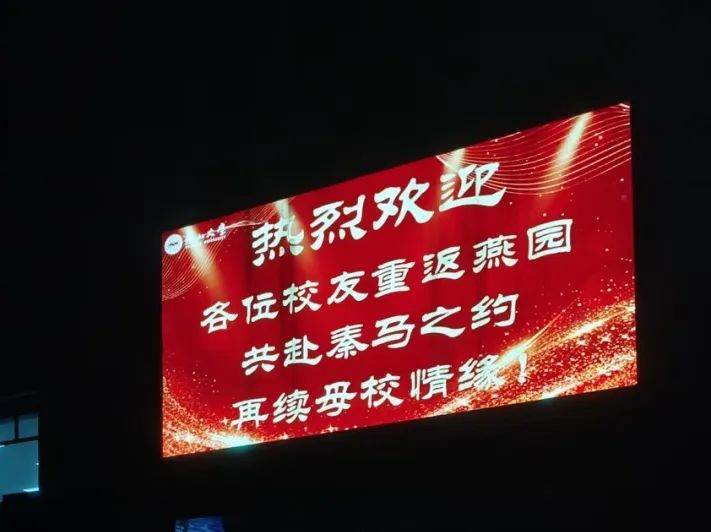 热烈欢迎
各位校友重返燕园
共赴秦马之约
再续母校情缘！